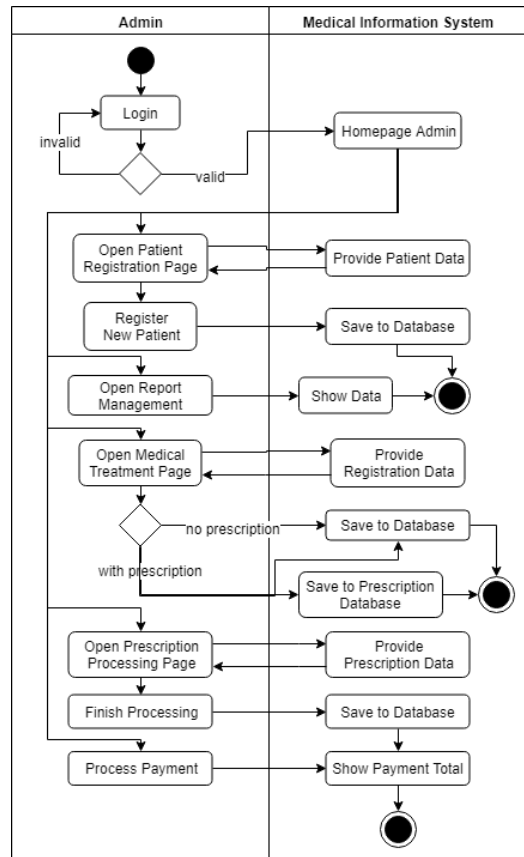 Admin
Medical Information System
Login
invalid
valid
Homepage Admin
Open Patient
Registration Page
Provide Patient Data
Register
New Patient
Save to Database
Open Report
Management
Show Data
Open Medical
Treatment Page
Provide
Registration Data
no prescription
Save to Database
with prescription
Save to Prescription
Database
Open Prescription
Processing Page
Provide
Prescription Data
Finish Processing
Save to Database
Process Payment
Show Payment Total